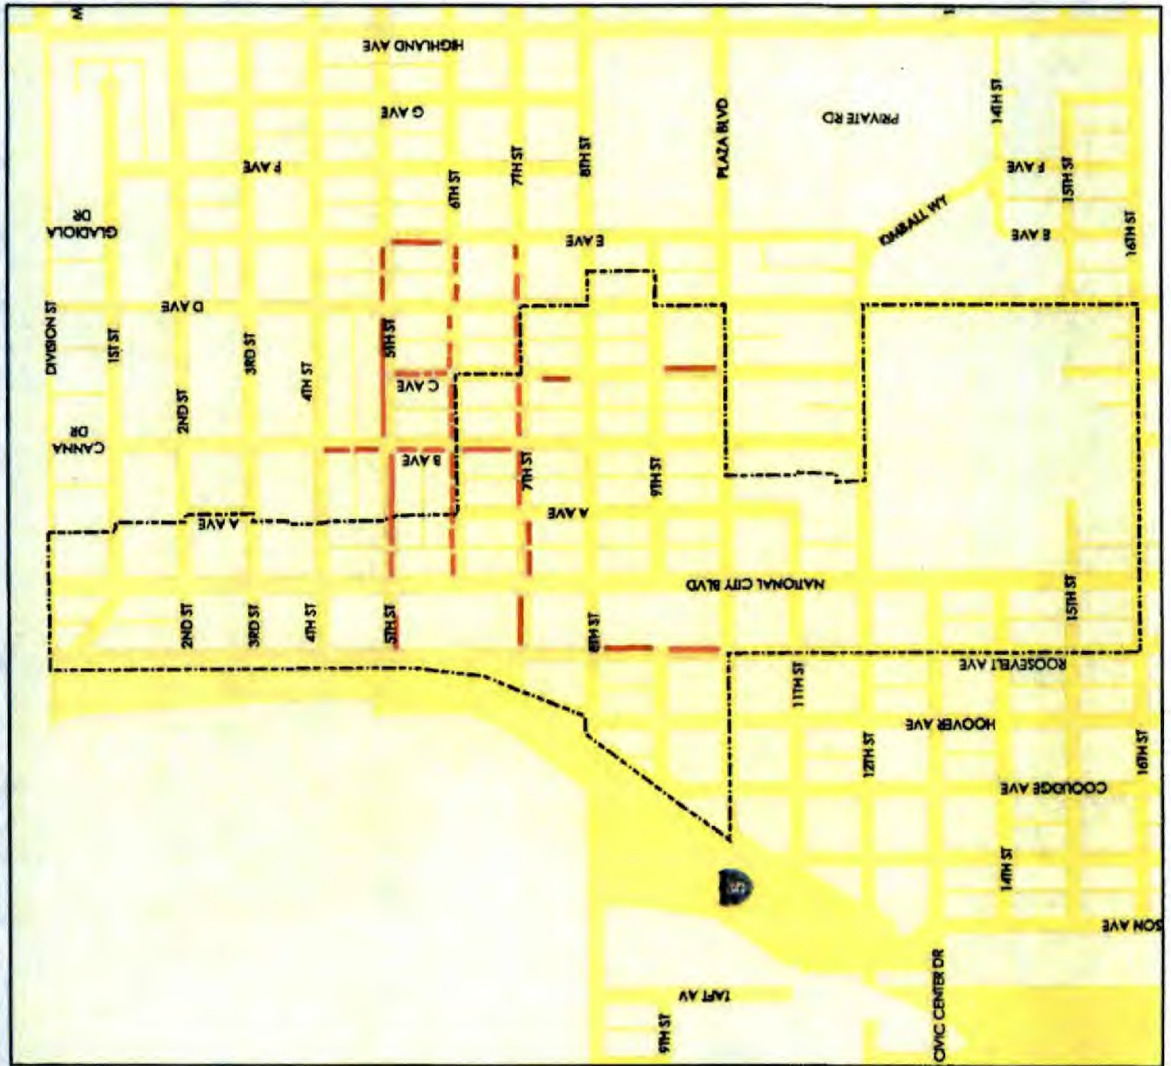 HIGHLAND AVE
G AVE
PRIVATE RD
PLAZA BLVD
14TH ST
F AVE
7TH ST
8TH ST
6TH ST
F AVE
15TH ST
GLADIOLA
DR
KIMBALL WY
E AVE
E AVE
16TH ST
D AVE
DIVISION ST
1ST ST
3RD ST
5TH ST
4TH ST
2ND ST
C AVE
CANNA
DR
B AVE
7TH ST
9TH ST
A AVE
A AVE
NATIONAL CITY BLVD
15TH ST
2ND ST
3RD ST
4TH ST
5TH ST
8TH ST
ROOSEVELT AVE
11TH ST
HOOVER AVE
12TH ST
16TH ST
COOLIDGE AVE
14TH ST
5
SON AVE
TAFT AV
9TH ST
CIVIC CENTER DR